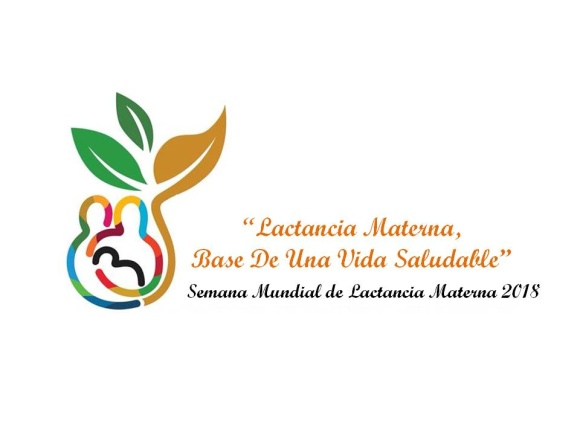 “Lactancia Materna,
Base De Una Vida Saludable”
Semana Mundial de Lactancia Materna 2018